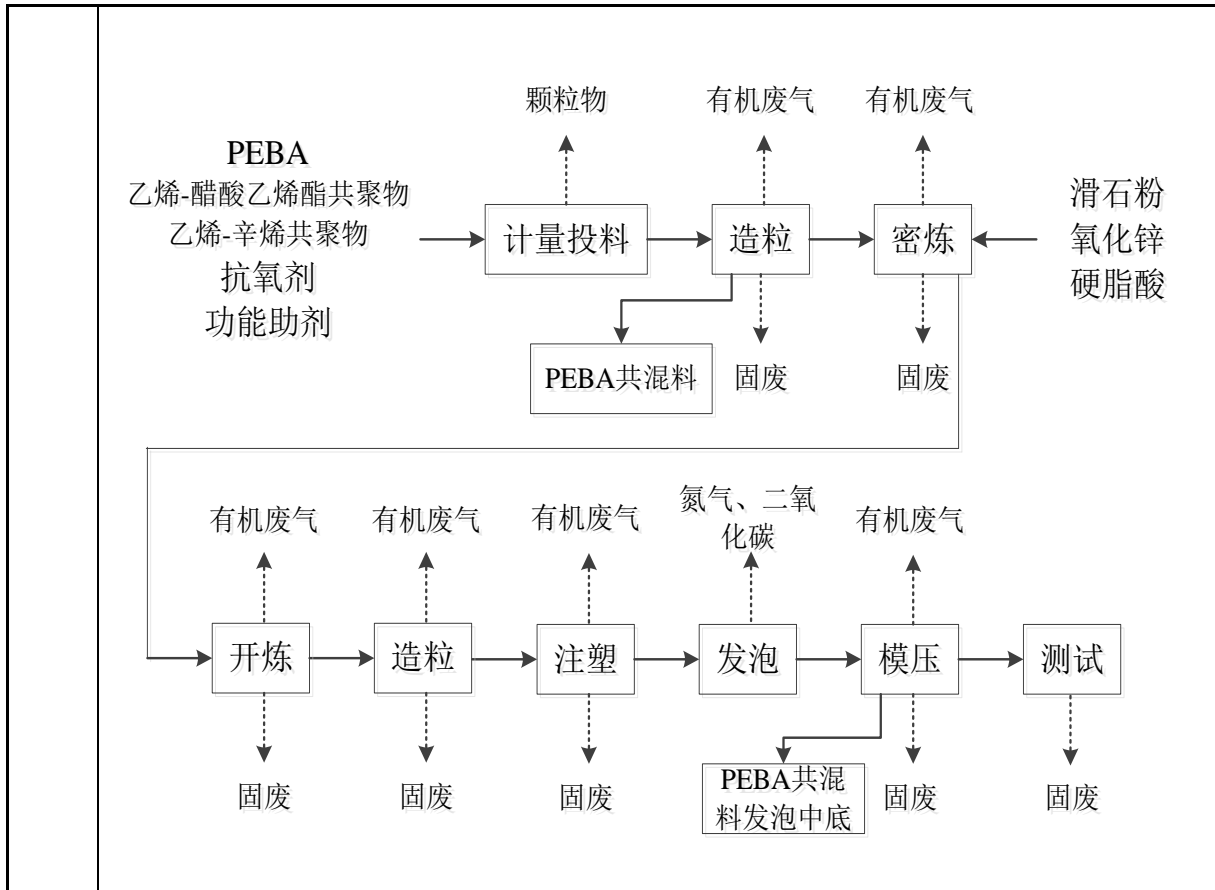 颗粒物
有机废气
有机废气
PEBA
乙烯-醋酸乙烯酯共聚物
乙烯-辛烯共聚物
抗氧剂
功能助剂
计量投料
造粒
密炼
滑石粉
氧化锌
硬脂酸
PEBA共混料
固废
固废
有机废气
有机废气
有机废气
氮气、二氧
化碳
有机废气
开炼
造粒
注塑
发泡
模压
测试
固废
固废
固废
PEBA共混
料发泡中底
固废
固废